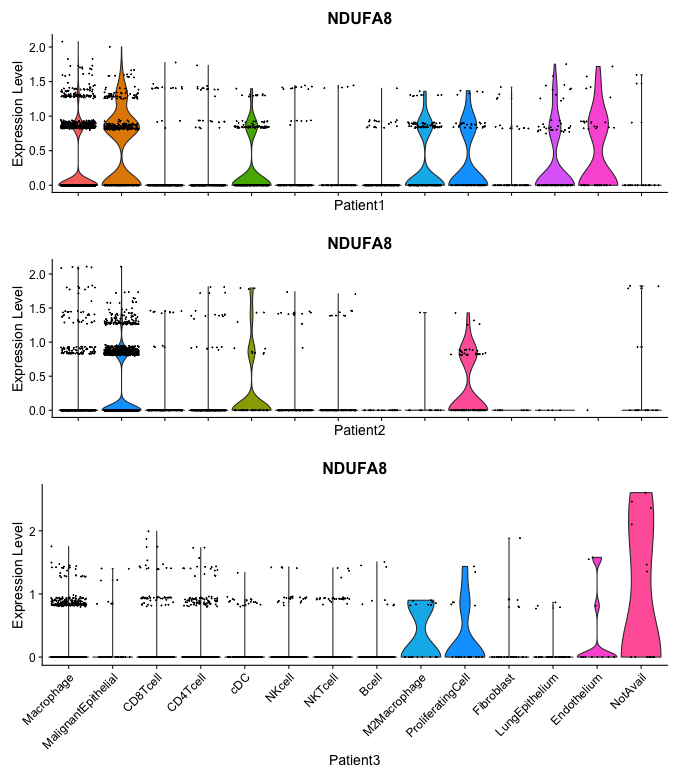 NDUFA8
Expression Level
2.0
1.5
1.0
0.5
0.0
Patient1
NDUFA8
Expression Level
2.0
1.5
1.0
0.5
0.0
Patient2
NDUFA8
Expression Level
2
1
0
Macrophage
MalignantEpithelial
CD8Tcell
CD4Tcell
cDC
NKcell
NKTcell
Bcell
M2Macrophage
ProliferatingCell
Fibroblast
LungEpithelium
Endothelium
NotAvail
Patient3